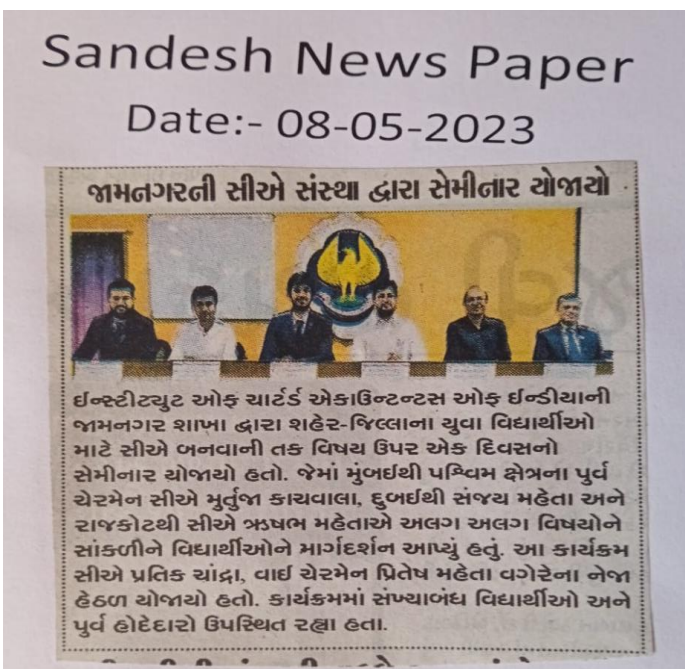 Sandesh News Paper
Date:- 08-05-2023
જામનગરની સીએ સંસ્થા દ્વારા સેમીનાર યોજાયો
ઈન્સ્ટીટ્યુટ ઓફ ચાર્ટર્ડ એકાઉન્ટન્ટસ ઓફ ઈન્ડીયાની
જામનગર શાખા દ્વારા શહેર-જિલ્લાના યુવા વિદ્યાર્થીઓ
માટે સીએ બનવાની તક વિષય ઉપર એક દિવસનો
સેમીનાર યોજાયો હતો. જેમાં મુંબઈથી પશ્ચિમ ક્ષેત્રના પુર્વ
ચેરમેન સીએ મુર્તુજા કાચવાલા, દુબઈથી સંજય મહેતા અને
રાજકોટથી સીએ ઋષભ મહેતાએ અલગ અલગ વિષયોને
સાંકળીને વિદ્યાર્થીઓને માર્ગદર્શન આપ્યું હતું. આ કાર્યક્રમ
સીએ પ્રતિક ચાંદ્રા, વાઈ ચેરમેન પ્રિતેષ મહેતા વગેરેના નેજા
હેઠળ યોજાયો હતો. કાર્યક્રમમાં સંખ્યાબંધ વિદ્યાર્થીઓ અને
પુર્વ હોદેદારો ઉપસ્થિત રહ્યા હતા.